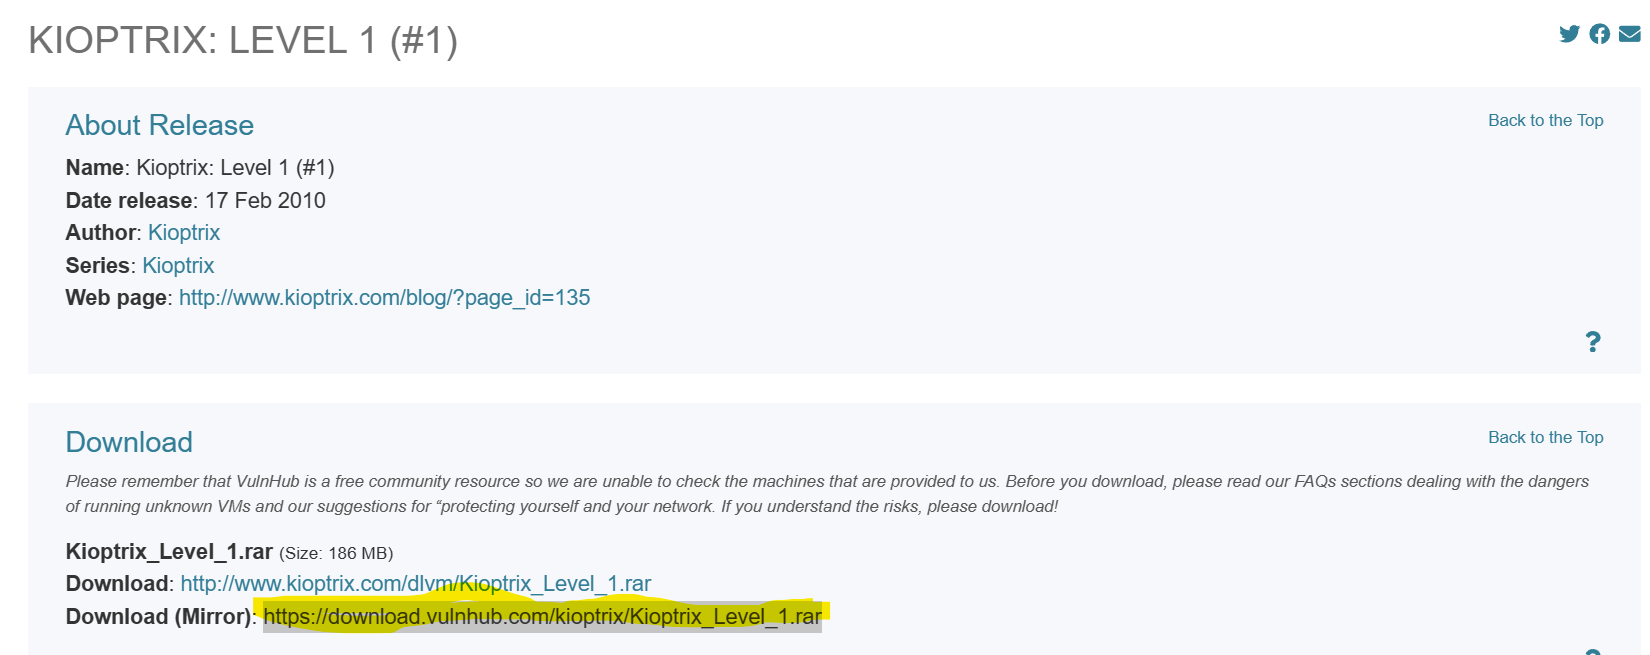 KIOPTRIX: LEVEL 1 (#1)
About Release
Back to the Top
Name: Kioptrix: Level 1 (#1)
Date release: 17 Feb 2010
Author: Kioptrix
Series: Kioptrix
Web page: http://www.kioptrix.com/blog/?page_id=135
?
Download
Back to the Top
Please remember that VulnHub is a free community resource so we are unable to check the machines that are provided to us. Before you download, please read our FAQs sections dealing with the dangers
of running unknown VMs and our suggestions for “protecting yourself and your network. If you understand the risks, please download!
Kioptrix_Level_1.rar (Size: 186 MB)
Download: http://www.kioptrix.com/dlvm/Kioptrix_Level_1.rar
Download (Mirror): https://download.vulnhub.com/kioptrix/Kioptrix_Level_1.rar